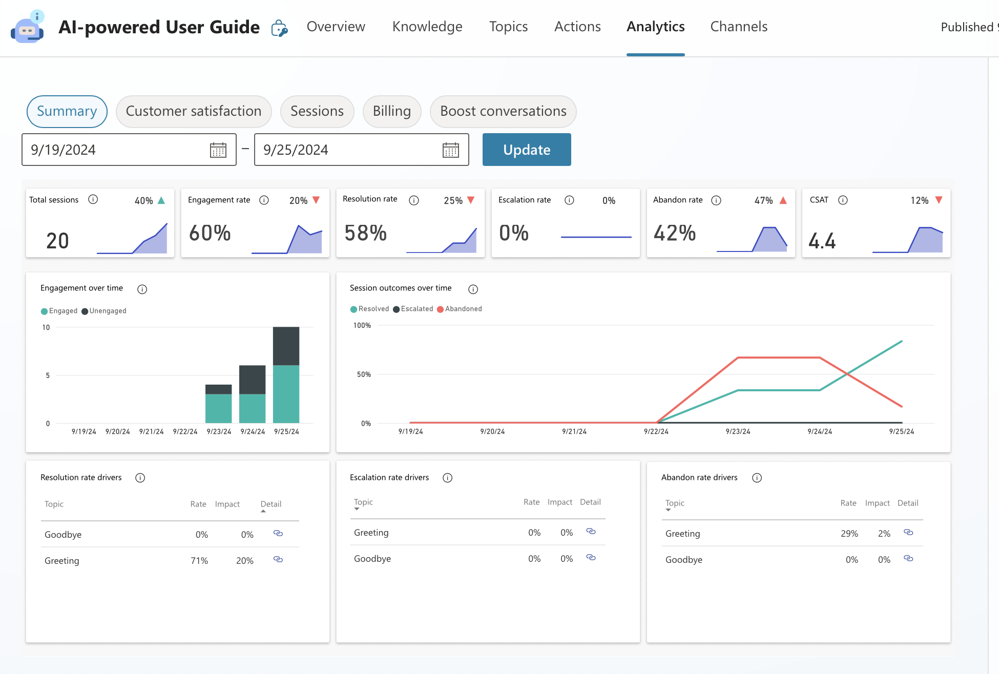 AI-powered User Guide Overview Knowledge Topics Actions Analytics Channels Published
Summary Customer satisfaction Sessions Billing Boost conversations
9/19/2024 – 9/25/2024 Update
Total sessions 40%
20
Engagement rate 20%
60%
Resolution rate 25%
58%
Escalation rate 0%
0%
Abandon rate 47%
42%
CSAT 12%
4.4
Engagement over time
Engaged Unengaged
10
5
0
9/19/24 9/20/24 9/21/24 9/22/24 9/23/24 9/24/24 9/25/24
Session outcomes over time
Resolved Escalated Abandoned
100%
50%
0%
9/19/24 9/20/24 9/21/24 9/22/24 9/23/24 9/24/24 9/25/24
Resolution rate drivers
Topic Rate Impact Detail
Goodbye 0% 0%
Greeting 71% 20%
Escalation rate drivers
Topic Rate Impact Detail
Greeting 0% 0%
Goodbye 0% 0%
Abandon rate drivers
Topic Rate Impact Detail
Greeting 29% 2%
Goodbye 0% 0%